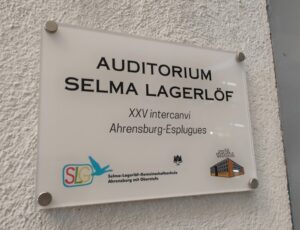 AUDITORIUM
SELMA LAGERLÖF
XXV intercanvi
Ahrensburg-Esplugues
SLG
Selma-Lagerlöf-Gemeinschaftsschule
Ahrensburg mit Oberstufe